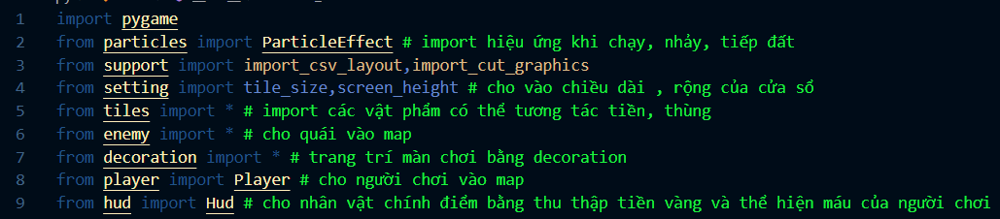 1 import pygame
2 from particles import ParticleEffect # import hiệu ứng khi chạy, nhảy, tiếp đất
3 from support import import_csv_layout,import_cut_graphics
4 from setting import tile_size,screen_height # cho vào chiều dài , rộng của cửa sổ
5 from tiles import * # import các vật phẩm có thể tương tác tiền, thùng
6 from enemy import * # cho quái vào map
7 from decoration import * # trang trí màn chơi bằng decoration
8 from player import Player # cho người chơi vào map
9 from hud import Hud # cho nhân vật chính điểm bằng thu thập tiền vàng và thể hiện máu của người chơi